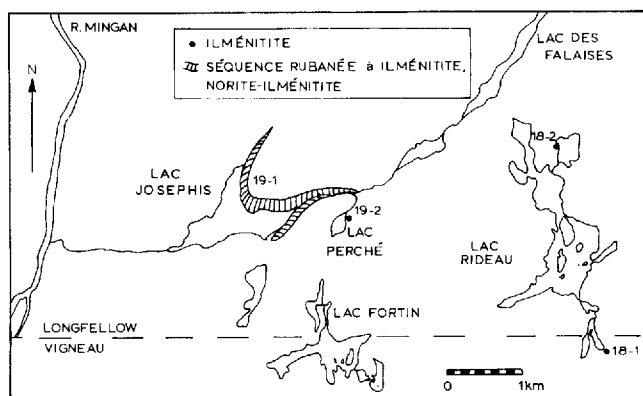 R. MINGAN
N
ILMÉNITITE
SÉQUENCE RUBANÉE à ILMÉNITITE,
NORITE-ILMÉNITITE
LAC DES
FALAISES
18-2
LAC
JOSEPHIS
19-1
19-2
LAC
PERCHÉ
LAC
RIDEAU
LAC FORTIN
LONGFELLOW
VIGNEAU
18-1
0 1km